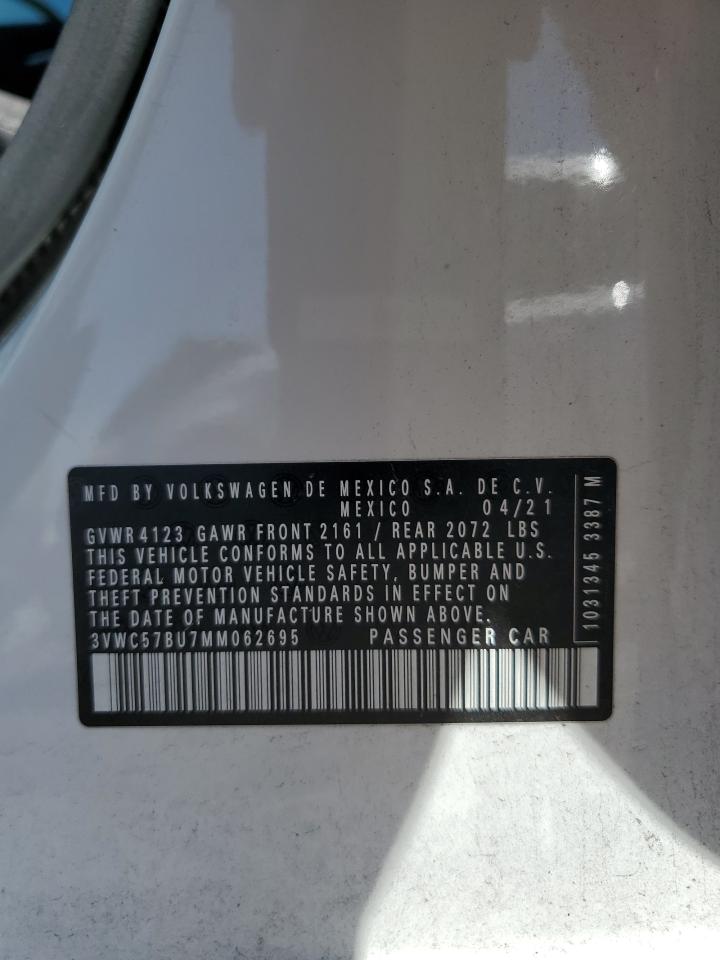 MFD BY VOLKSWAGEN DE MEXICO S.A. DE C.V.
MEXICO 04/21
GVWR 4123 GAWR FRONT 2161 / REAR 2072 LBS
THIS VEHICLE CONFORMS TO ALL APPLICABLE U.S.
FEDERAL MOTOR VEHICLE SAFETY, BUMPER AND
THEFT PREVENTION STANDARDS IN EFFECT ON
THE DATE OF MANUFACTURE SHOWN ABOVE.
3VWC57BU7MM062695 PASSENGER CAR
1031345 3387 M